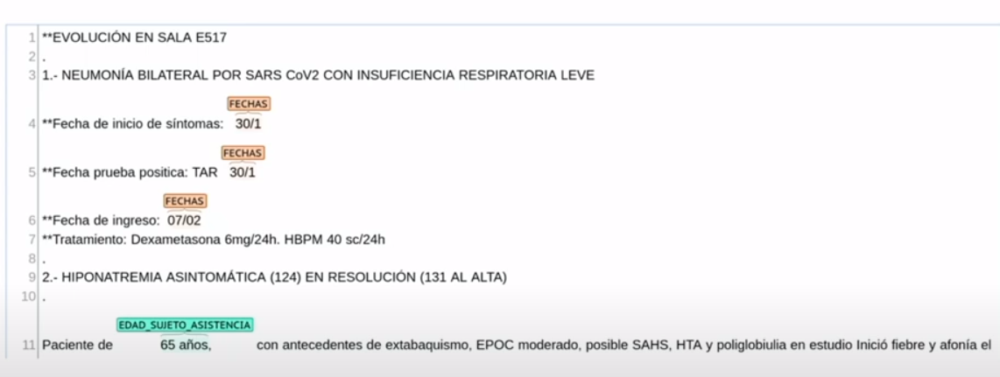 1 **EVOLUCIÓN EN SALA E517
2 .
3 1.- NEUMONÍA BILATERAL POR SARS CoV2 CON INSUFICIENCIA RESPIRATORIA LEVE
FECHAS
4 **Fecha de inicio de síntomas: 30/1
FECHAS
5 **Fecha prueba positica: TAR 30/1
FECHAS
6 **Fecha de ingreso: 07/02
7 **Tratamiento: Dexametasona 6mg/24h. HBPM 40 sc/24h
8 .
9 2.- HIPONATREMIA ASINTOMÁTICA (124) EN RESOLUCIÓN (131 AL ALTA)
10 .
EDAD_SUJETO_ASISTENCIA
11 Paciente de 65 años, con antecedentes de extabaquismo, EPOC moderado, posible SAHS, HTA y poliglobiulia en estudio Inició fiebre y afonía el